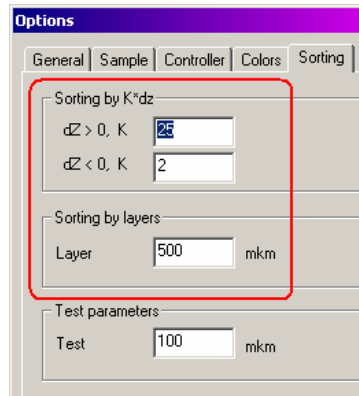 Options
General Sample Controller Colors Sorting
Sorting by K*dz
dZ > 0, K 25
dZ < 0, K 2
Sorting by layers
Layer 500 mkm
Test parameters
Test 100 mkm